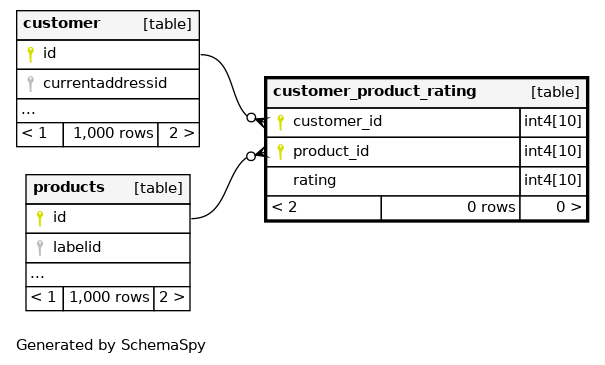 customer [table]
id
currentaddressid
...
< 1 1,000 rows 2 >
customer_product_rating [table]
customer_id int4[10]
product_id int4[10]
rating int4[10]
< 2 0 rows 0 >
products [table]
id
labelid
...
< 1 1,000 rows 2 >
Generated by SchemaSpy